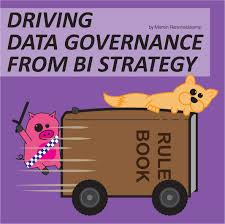 DRIVING
DATA GOVERNANCE
FROM BI STRATEGY
RULE
BOOK